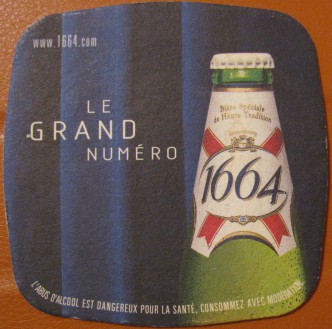 www.1664.com
LE
GRAND
NUMÉRO
Bière Spéciale
de Haute Tradition
1664
L'ABUS D'ALCOOL EST DANGEREUX POUR LA SANTÉ, CONSOMMEZ AVEC MODÉRATION.